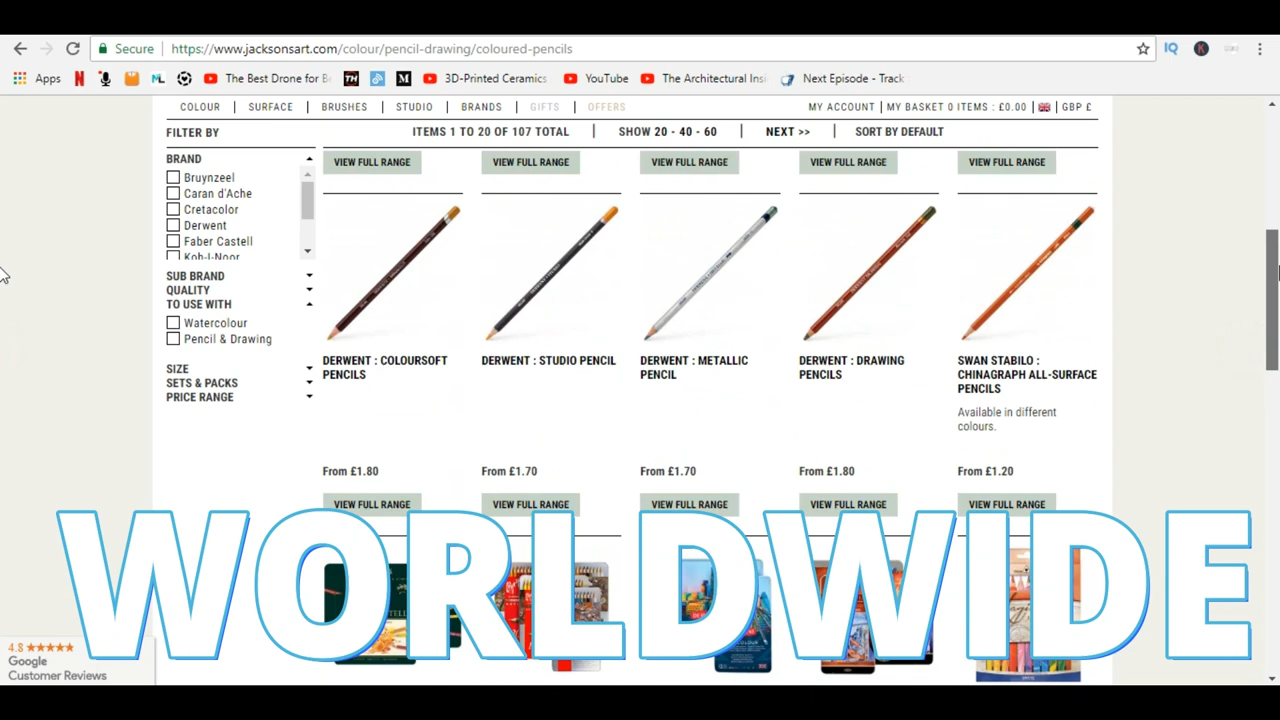 Secure
https://www.jacksonsart.com/colour/pencil-drawing/coloured-pencils
Apps
The Best Drone for Be
3D-Printed Ceramics
YouTube
The Architectural Insi
Next Episode - Track
COLOUR | SURFACE | BRUSHES | STUDIO | BRANDS | GIFTS | OFFERS
MY ACCOUNT | MY BASKET 0 ITEMS : £0.00 | GBP £
FILTER BY
ITEMS 1 TO 20 OF 107 TOTAL | SHOW 20 - 40 - 60 | NEXT >> | SORT BY DEFAULT
BRAND
Bruynzeel
Caran d'Ache
Cretacolor
Derwent
Faber Castell
Koh-I-Noor
SUB BRAND
QUALITY
TO USE WITH
Watercolour
Pencil & Drawing
SIZE
SETS & PACKS
PRICE RANGE
VIEW FULL RANGE
VIEW FULL RANGE
VIEW FULL RANGE
VIEW FULL RANGE
VIEW FULL RANGE
DERWENT : COLOURSOFT
PENCILS
From £1.80
VIEW FULL RANGE
DERWENT : STUDIO PENCIL
From £1.70
VIEW FULL RANGE
DERWENT : METALLIC
PENCIL
From £1.70
VIEW FULL RANGE
DERWENT : DRAWING
PENCILS
From £1.80
VIEW FULL RANGE
SWAN STABILO :
CHINAGRAPH ALL-SURFACE
PENCILS
Available in different
colours.
From £1.20
VIEW FULL RANGE
WORLDWIDE
4.8
Google
Customer Reviews